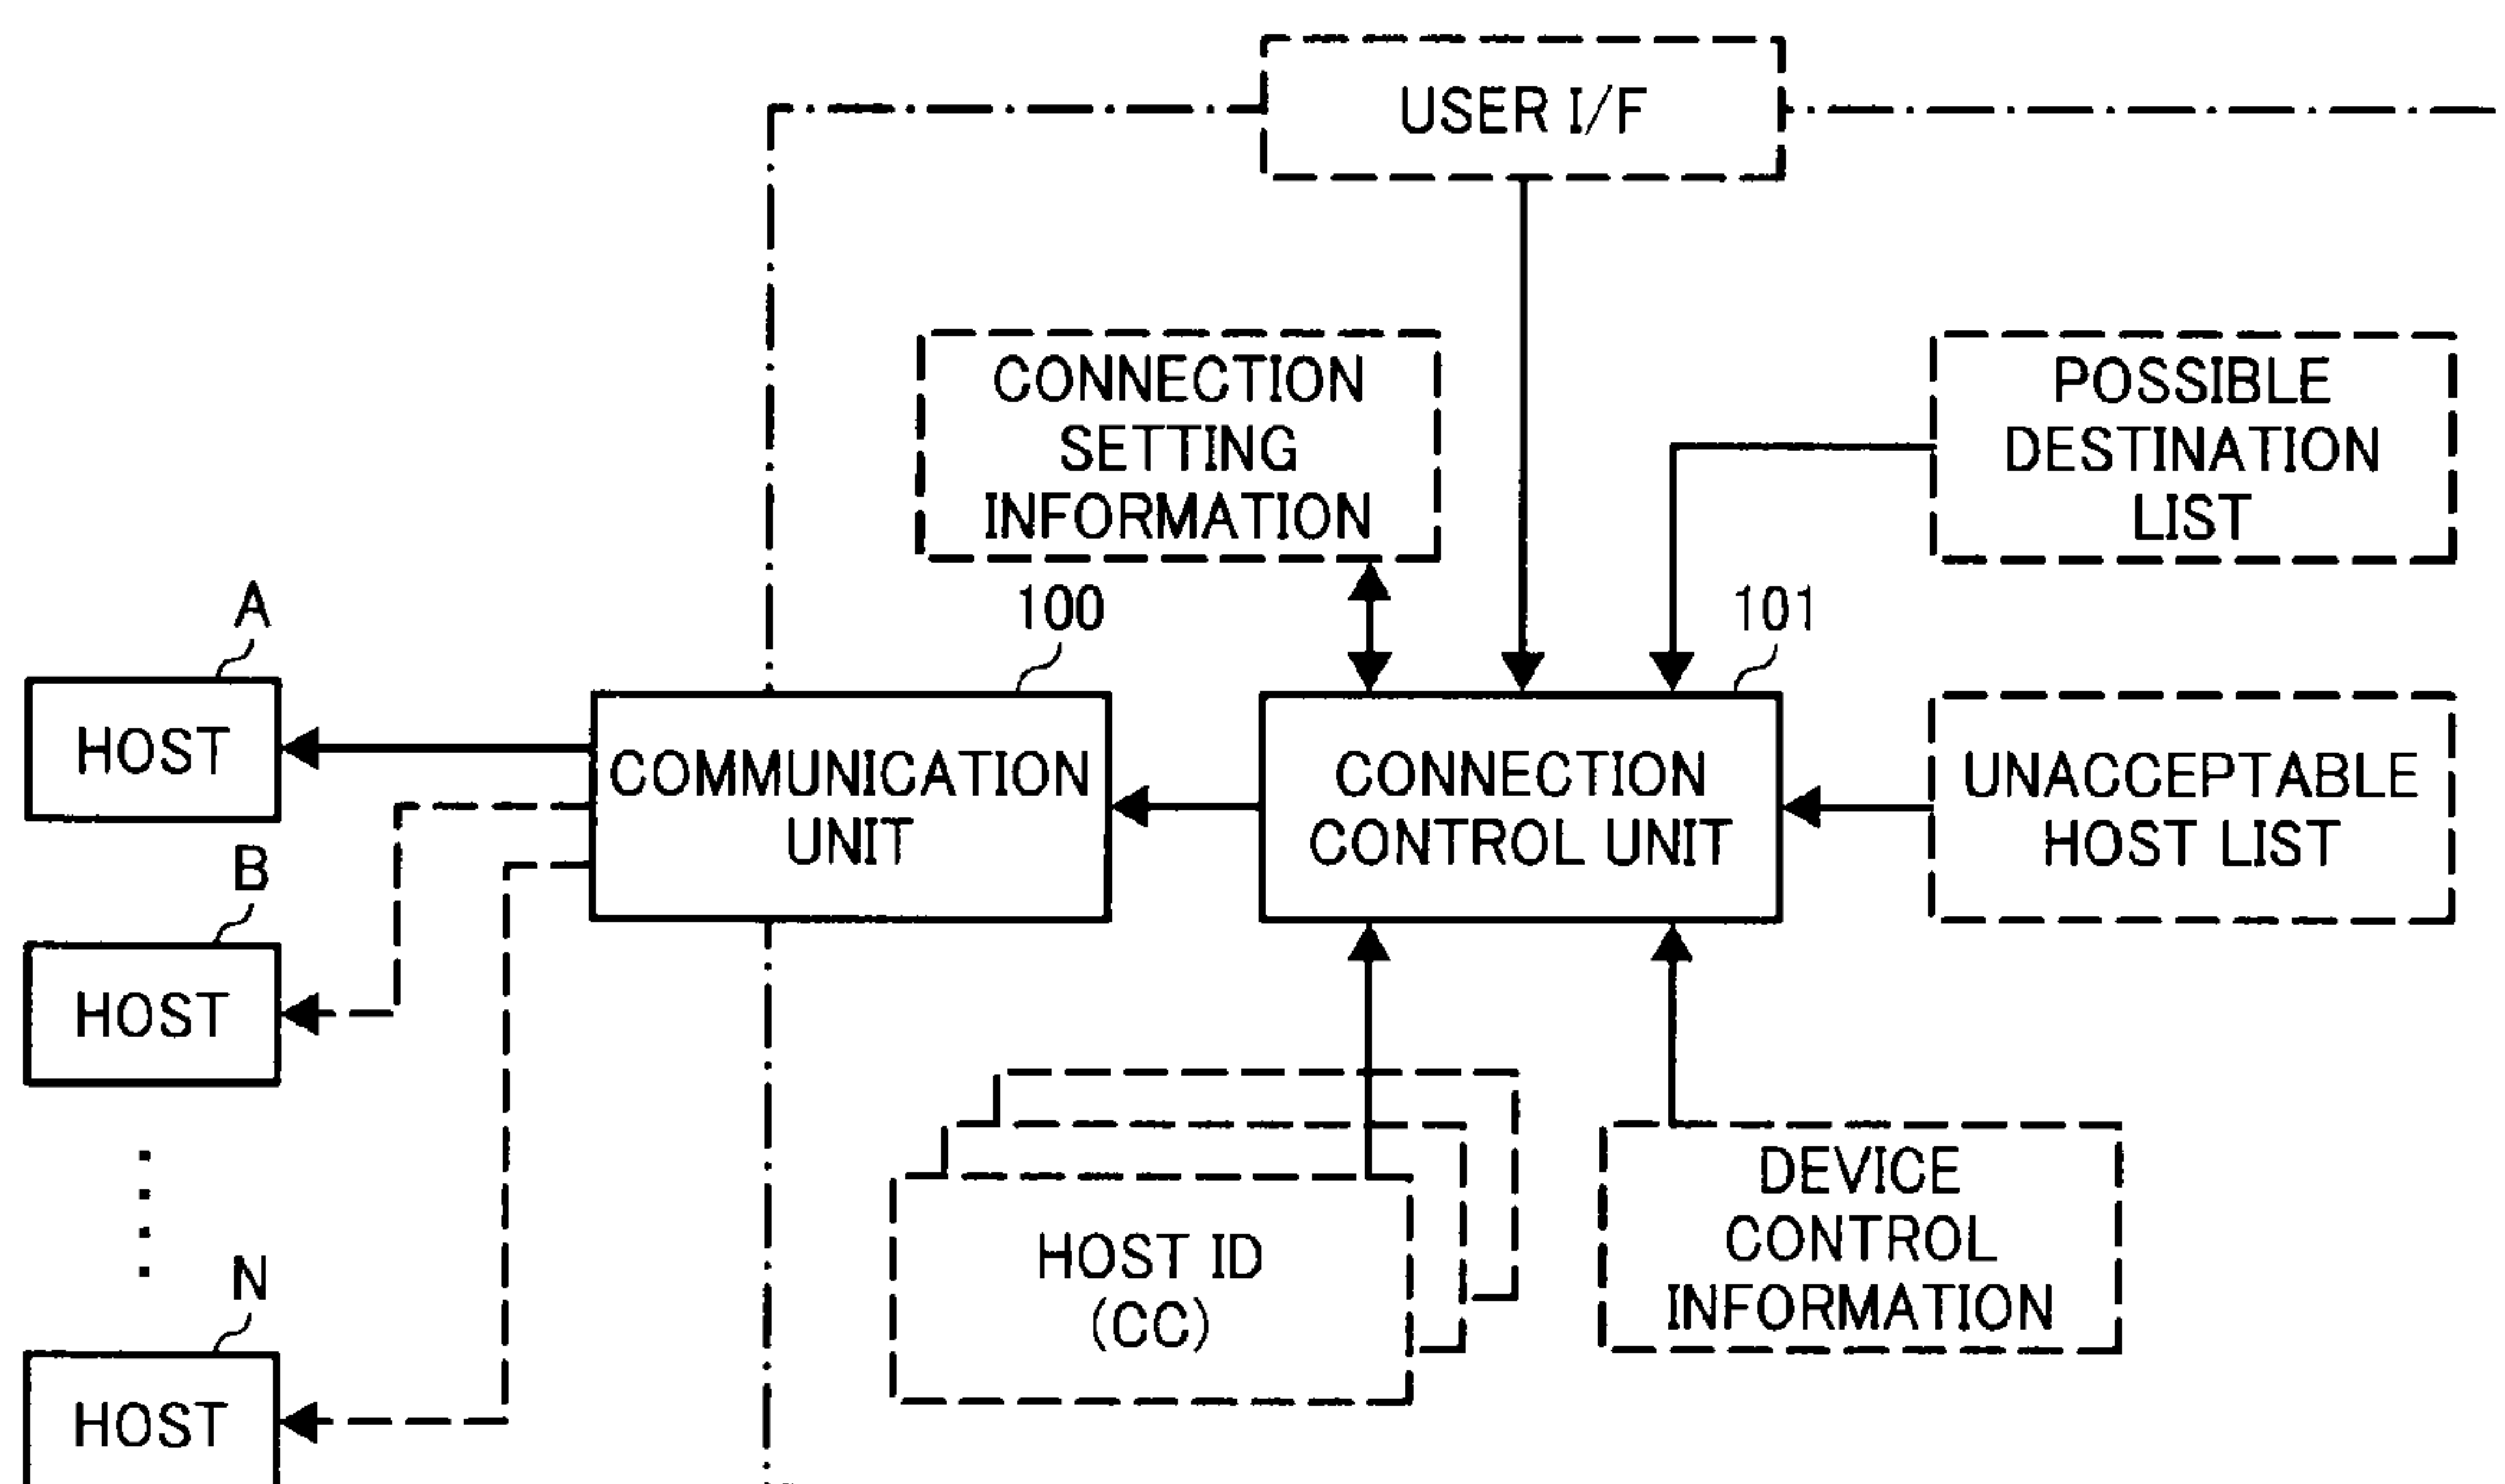 USER I/F
CONNECTION
SETTING
INFORMATION
POSSIBLE
DESTINATION
LIST
A
100
101
HOST
COMMUNICATION
UNIT
CONNECTION
CONTROL UNIT
UNACCEPTABLE
HOST LIST
B
HOST
HOST ID
(CC)
DEVICE
CONTROL
INFORMATION
N
HOST